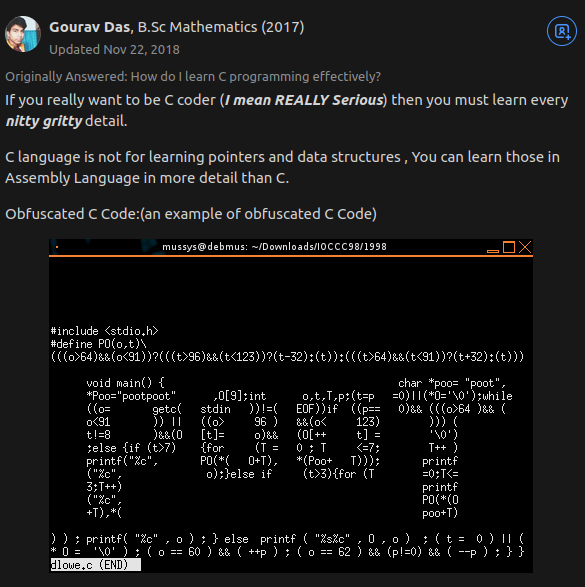 Gourav Das, B.Sc Mathematics (2017)
Updated Nov 22, 2018
Originally Answered: How do I learn C programming effectively?
If you really want to be C coder (I mean REALLY Serious) then you must learn every
nitty gritty detail.
C language is not for learning pointers and data structures , You can learn those in
Assembly Language in more detail than C.
Obfuscated C Code:(an example of obfuscated C Code)
mussys@debmus: ~/Downloads/IOCCC98/1998
#include <stdio.h>
#define PO(o,t)\
(((o>64)&&(o<91))?(((t>96)&&(t<123))?(t-32):(t)):(((t>64)&&(t<91))?(t+32):(t)))
void main() { char *poo= "poot",
*Poo="pootpoot" ,O[9];int o,t,T,p;(t=p =0)||(*O='\0');while
((o= getc( stdin ))!=( EOF))if ((p== 0)&& (((o>64 )&& (
o<91 )) || ((o> 96 ) &&(o< 123) ))) (
t!=8 )&&(O [t]= o)&& (O[++ t] = '\0')
;else {if (t>7) {for (T = 0 ; T <=7; T++ )
printf("%c", PO(*( O+T), *(Poo+ T))); printf
("%c", o);}else if (t>3){for (T =0;T<=
3;T++) printf
("%c", PO(*(O
+T),*( poo+T)
) ) ; printf( "%c" , o ) ; } else printf ( "%s%c" , O , o ) ; ( t = 0 ) || (
* O = '\0' ) ; ( o == 60 ) && ( ++p ) ; ( o == 62 ) && (p!=0) && ( --p ) ; } }
dlowe.c (END)